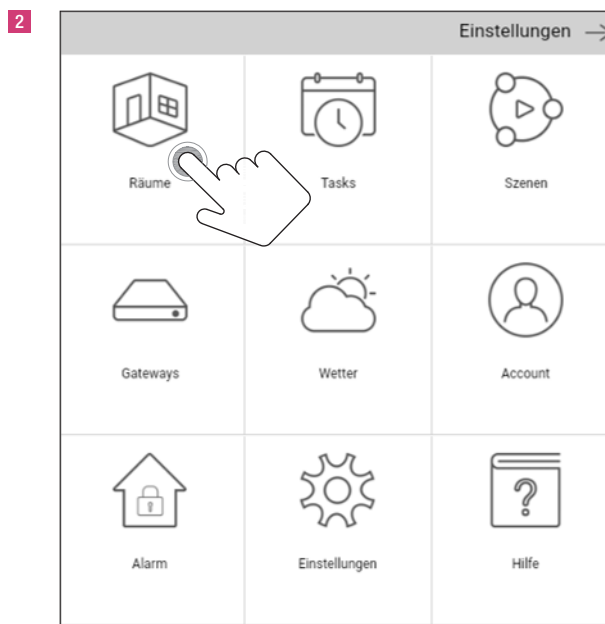 2
Einstellungen
Räume
Tasks
Szenen
Gateways
Wetter
Account
Alarm
Einstellungen
Hilfe